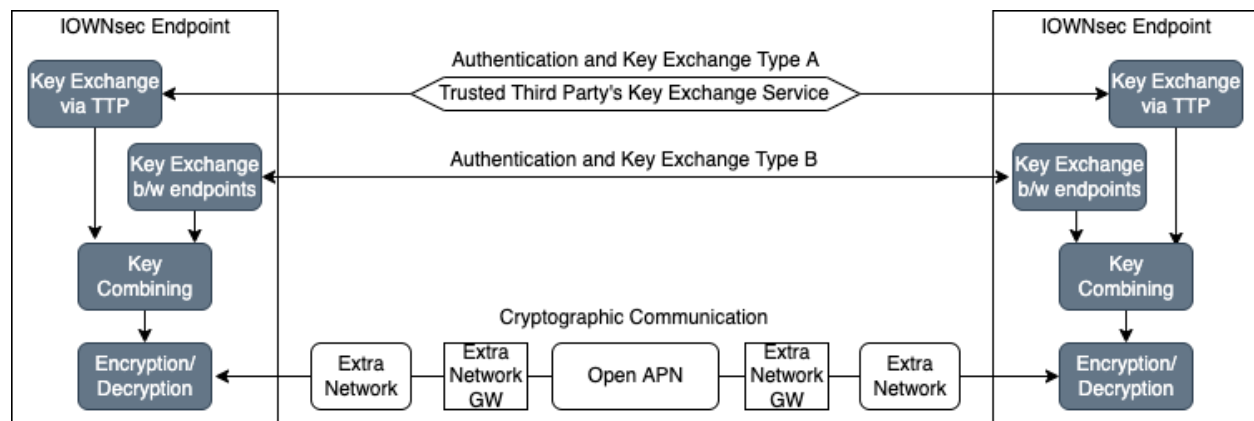 IOWNsec Endpoint
IOWNsec Endpoint
Authentication and Key Exchange Type A
Key Exchange
via TTP
Trusted Third Party's Key Exchange Service
Key Exchange
via TTP
Key Exchange
b/w endpoints
Authentication and Key Exchange Type B
Key Exchange
b/w endpoints
Key
Combining
Key
Combining
Cryptographic Communication
Encryption/
Decryption
Extra
Network
Extra
Network
GW
Open APN
Extra
Network
GW
Extra
Network
Encryption/
Decryption